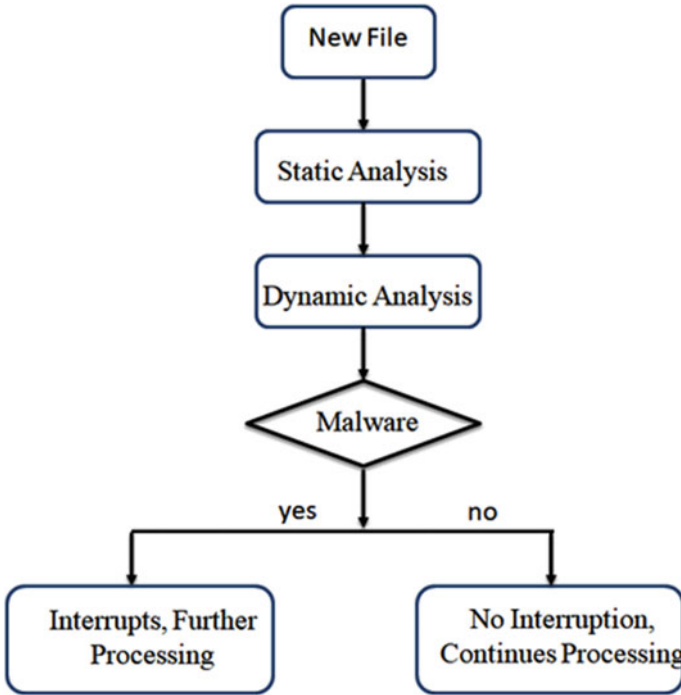 New File
Static Analysis
Dynamic Analysis
Malware
yes
no
Interrupts, Further
Processing
No Interruption,
Continues Processing